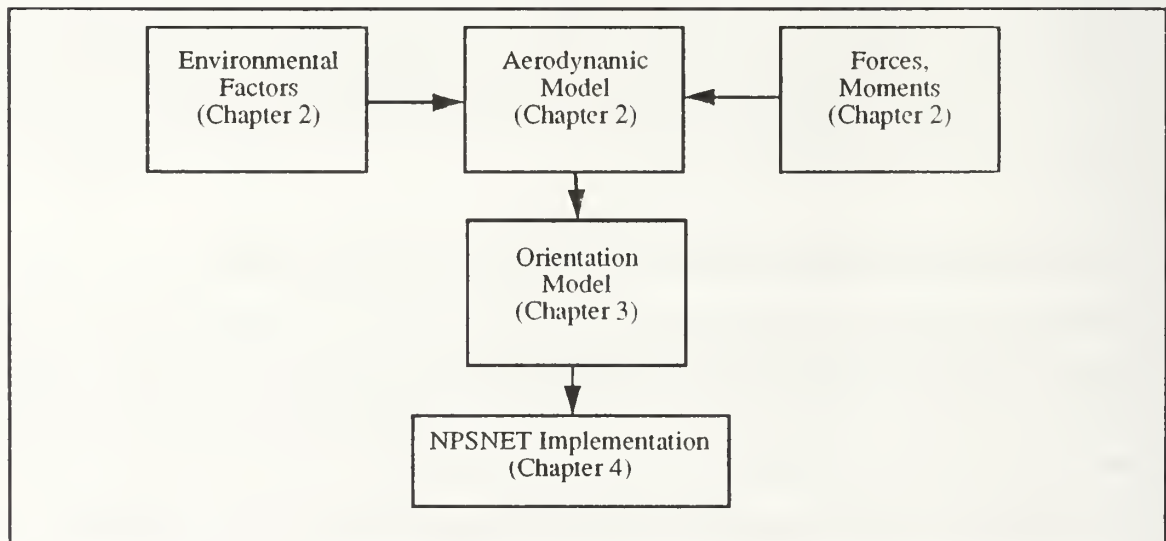 Environmental
Factors
(Chapter 2)
Aerodynamic
Model
(Chapter 2)
Forces,
Moments
(Chapter 2)
Orientation
Model
(Chapter 3)
NPSNET Implementation
(Chapter 4)